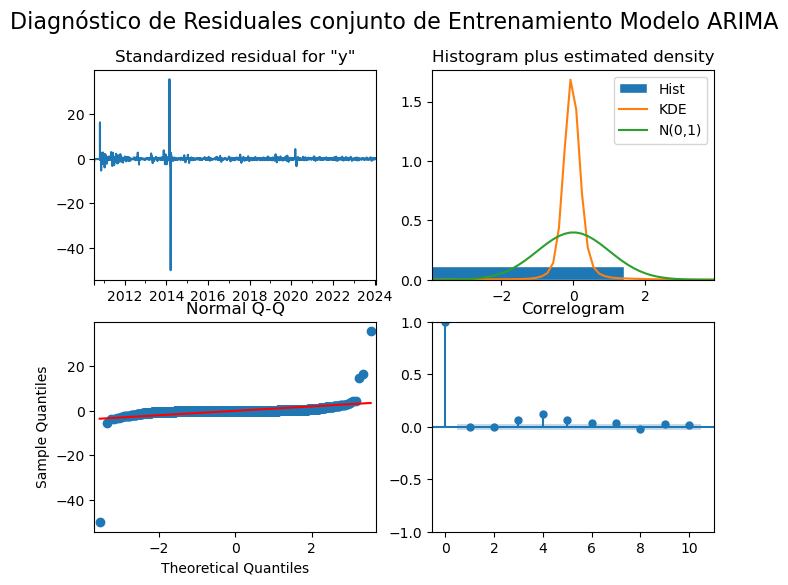 Diagnóstico de Residuales conjunto de Entrenamiento Modelo ARIMA
Standardized residual for "y"
20
0
−20
−40
2012 2014 2016 2018 2020 2022 2024
Histogram plus estimated density
Hist
KDE
N(0,1)
1.5
1.0
0.5
0.0
−2 0 2
Normal Q-Q
Sample Quantiles
20
0
−20
−40
−2 0 2
Theoretical Quantiles
Correlogram
1.0
0.5
0.0
−0.5
−1.0
0 2 4 6 8 10